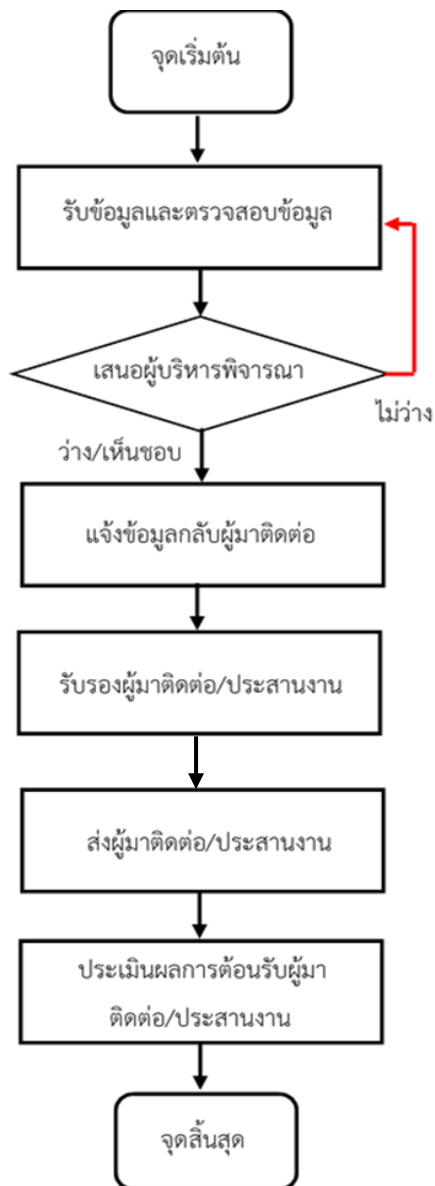 จุดเริ่มต้น
รับข้อมูลและตรวจสอบข้อมูล
เสนอผู้บริหารพิจารณา
ไม่ว่าง
ว่าง/เห็นชอบ
แจ้งข้อมูลกลับผู้มาติดต่อ
รับรองผู้มาติดต่อ/ประสานงาน
ส่งผู้มาติดต่อ/ประสานงาน
ประเมินผลการต้อนรับผู้มา
ติดต่อ/ประสานงาน
จุดสิ้นสุด